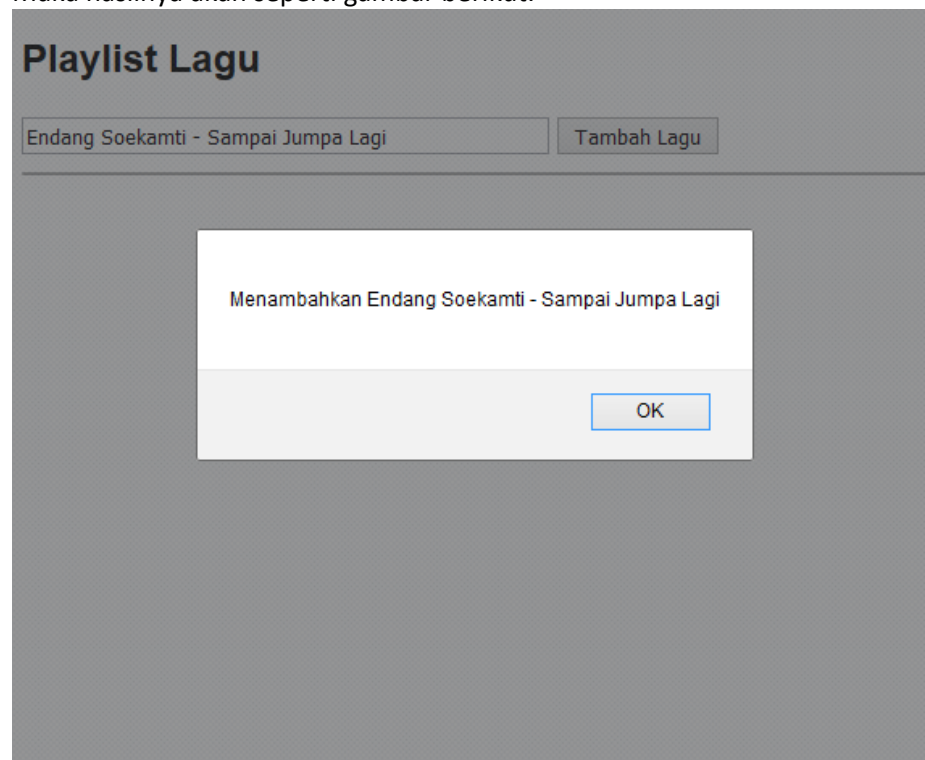 Maka hasilnya akan seperti gambar berikut.
Playlist Lagu
Endang Soekamti - Sampai Jumpa Lagi
Tambah Lagu
Menambahkan Endang Soekamti - Sampai Jumpa Lagi
OK